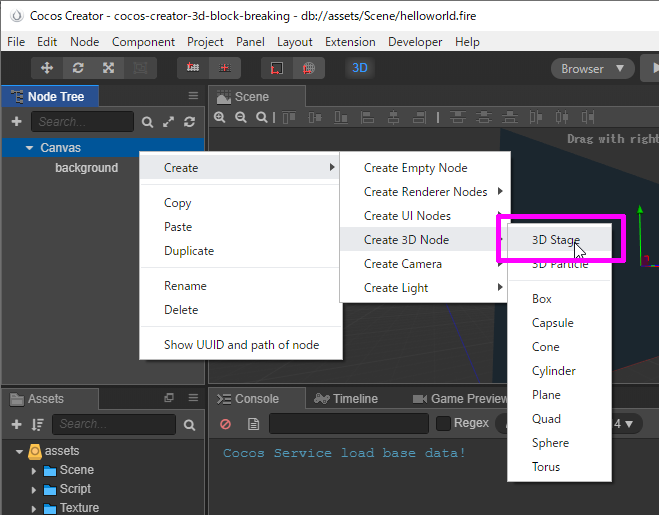 Cocos Creator - cocos-creator-3d-block-breaking - db://assets/Scene/helloworld.fire
File Edit Node Component Project Panel Layout Extension Developer Help
3D Browser
Node Tree
Scene
Search...
Drag with right
Canvas
background
Create
Copy
Paste
Duplicate
Rename
Delete
Show UUID and path of node
Create Empty Node
Create Renderer Nodes
Create UI Nodes
Create 3D Node
Create Camera
Create Light
3D Stage
3D Particle
Box
Capsule
Cone
Cylinder
Plane
Quad
Sphere
Torus
Assets
Console Timeline Game Preview
Search...
Regex
4
Cocos Service load base data!
assets
Scene
Script
Texture